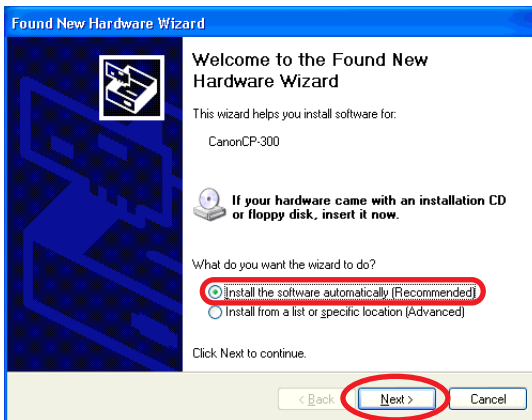 Found New Hardware Wizard
Welcome to the Found New
Hardware Wizard
This wizard helps you install software for:
CanonCP-300
If your hardware came with an installation CD
or floppy disk, insert it now.
What do you want the wizard to do?
Install the software automatically (Recommended)
Install from a list or specific location (Advanced)
Click Next to continue.
< Back
Next >
Cancel